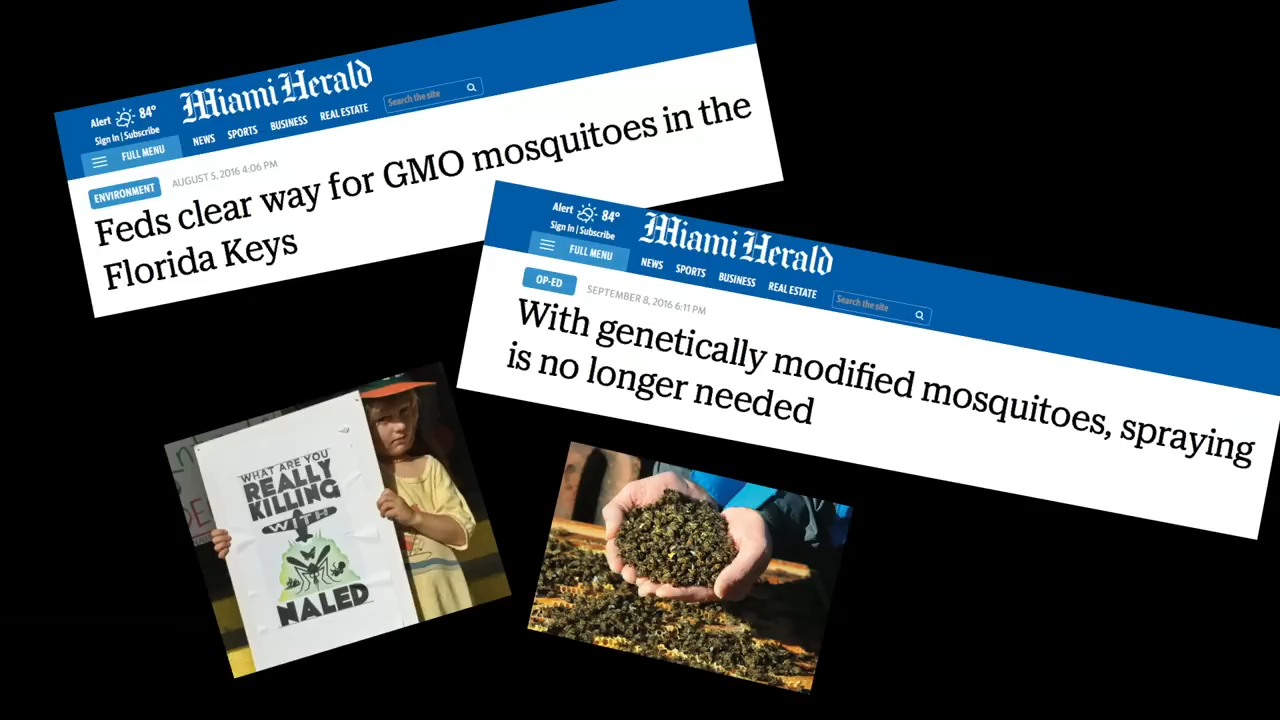 Alert 84°
Miami Herald
Search the site
Sign In | Subscribe
FULL MENU
NEWS SPORTS BUSINESS REAL ESTATE
ENVIRONMENT AUGUST 5, 2016 4:06 PM
Feds clear way for GMO mosquitoes in the
Florida Keys
Alert 84°
Miami Herald
Sign In | Subscribe
FULL MENU
NEWS SPORTS BUSINESS REAL ESTATE
Search the site
OP-ED SEPTEMBER 8, 2016 6:11 PM
With genetically modified mosquitoes, spraying
is no longer needed
WHAT ARE YOU
REALLY
KILLING
WITH
NALED